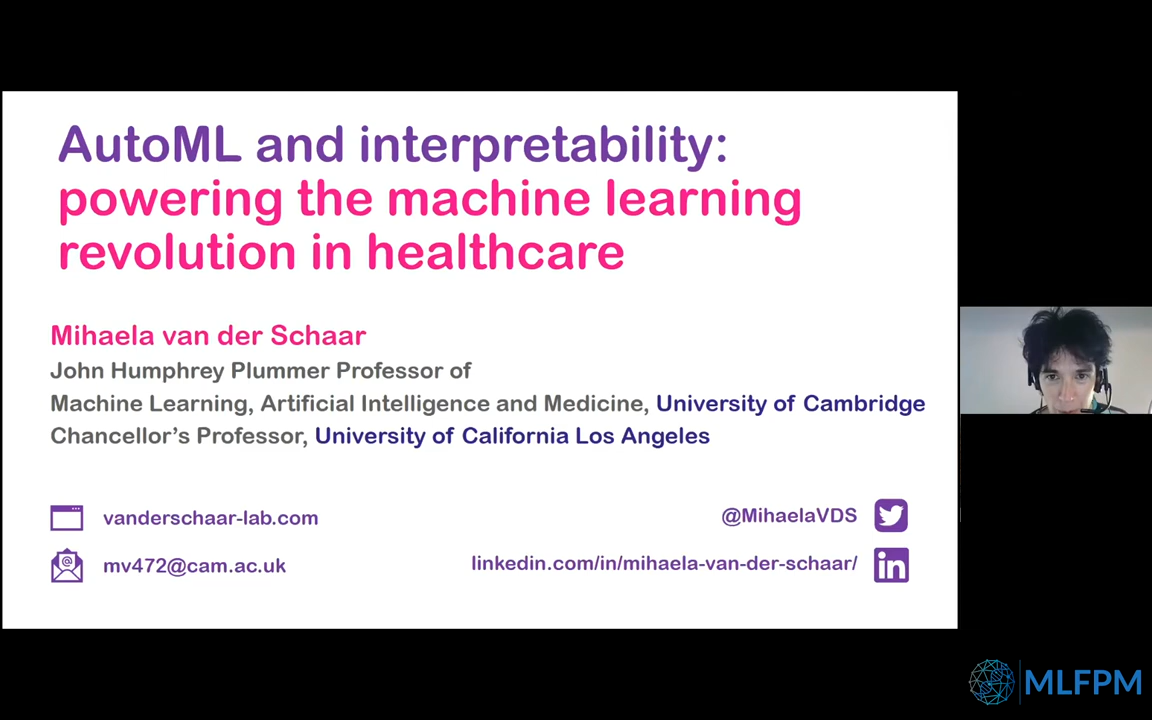 AutoML and interpretability:
powering the machine learning
revolution in healthcare
Mihaela van der Schaar
John Humphrey Plummer Professor of
Machine Learning, Artificial Intelligence and Medicine, University of Cambridge
Chancellor's Professor, University of California Los Angeles
vanderschaar-lab.com
@MihaelaVDS
mv472@cam.ac.uk
linkedin.com/in/mihaela-van-der-schaar/
in
MLFPM